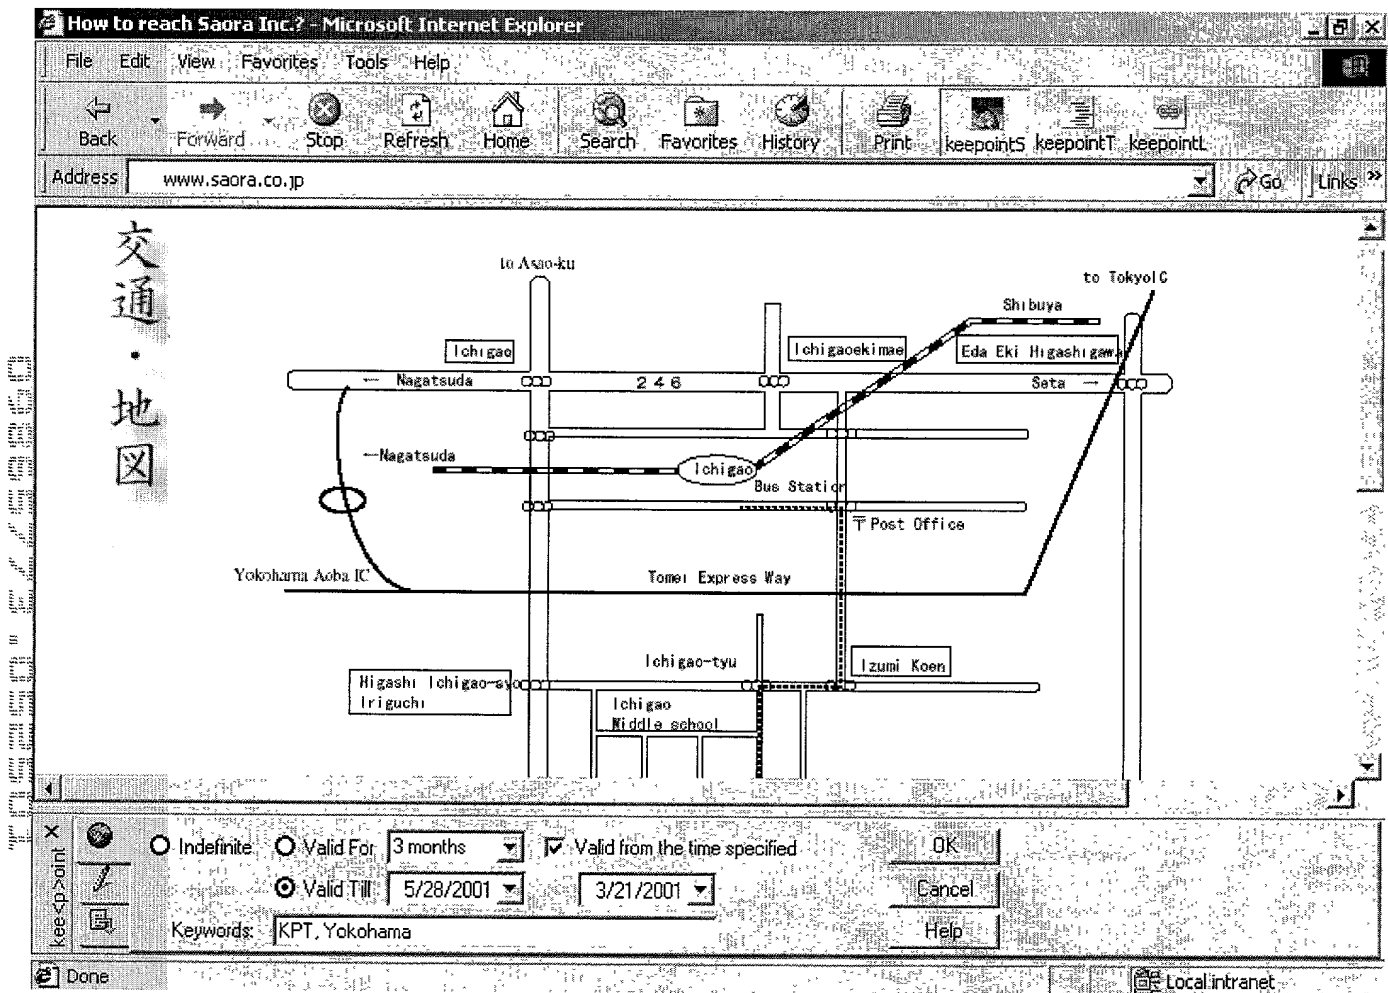 How to reach Saora Inc.? - Microsoft Internet Explorer
File Edit View Favorites Tools Help
Back Forward Stop Refresh Home Search Favorites History Print keepointS keepointT keepointL
Address www.saora.co.jp Go Links »
交通・地図
to Asao-ku
to TokyoIC
Shibuya
Ichigao
Ichigaoekimae
Eda Eki Higashigawa
← Nagatsuda
246
Seta →
←Nagatsuda
Ichigao
Bus Station
〒Post Office
Yokohama Aoba IC
Tomei Express Way
Ichigao-tyu
Izumi Koen
Higashi Ichigao-ayo
Iriguchi
Ichigao
Middle school
kee<p>oint
Indefinite Valid For 3 months Valid from the time specified OK
Valid Till 5/28/2001 3/21/2001 Cancel
Keywords: KPT, Yokohama Help
Done Local intranet